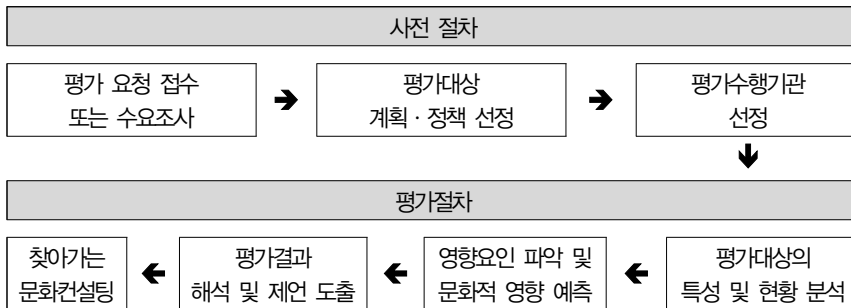 사전 절차
평가 요청 접수
또는 수요조사
평가대상
계획 · 정책 선정
평가수행기관
선정
평가절차
찾아가는
문화컨설팅
평가결과
해석 및 제언 도출
영향요인 파악 및
문화적 영향 예측
평가대상의
특성 및 현황 분석